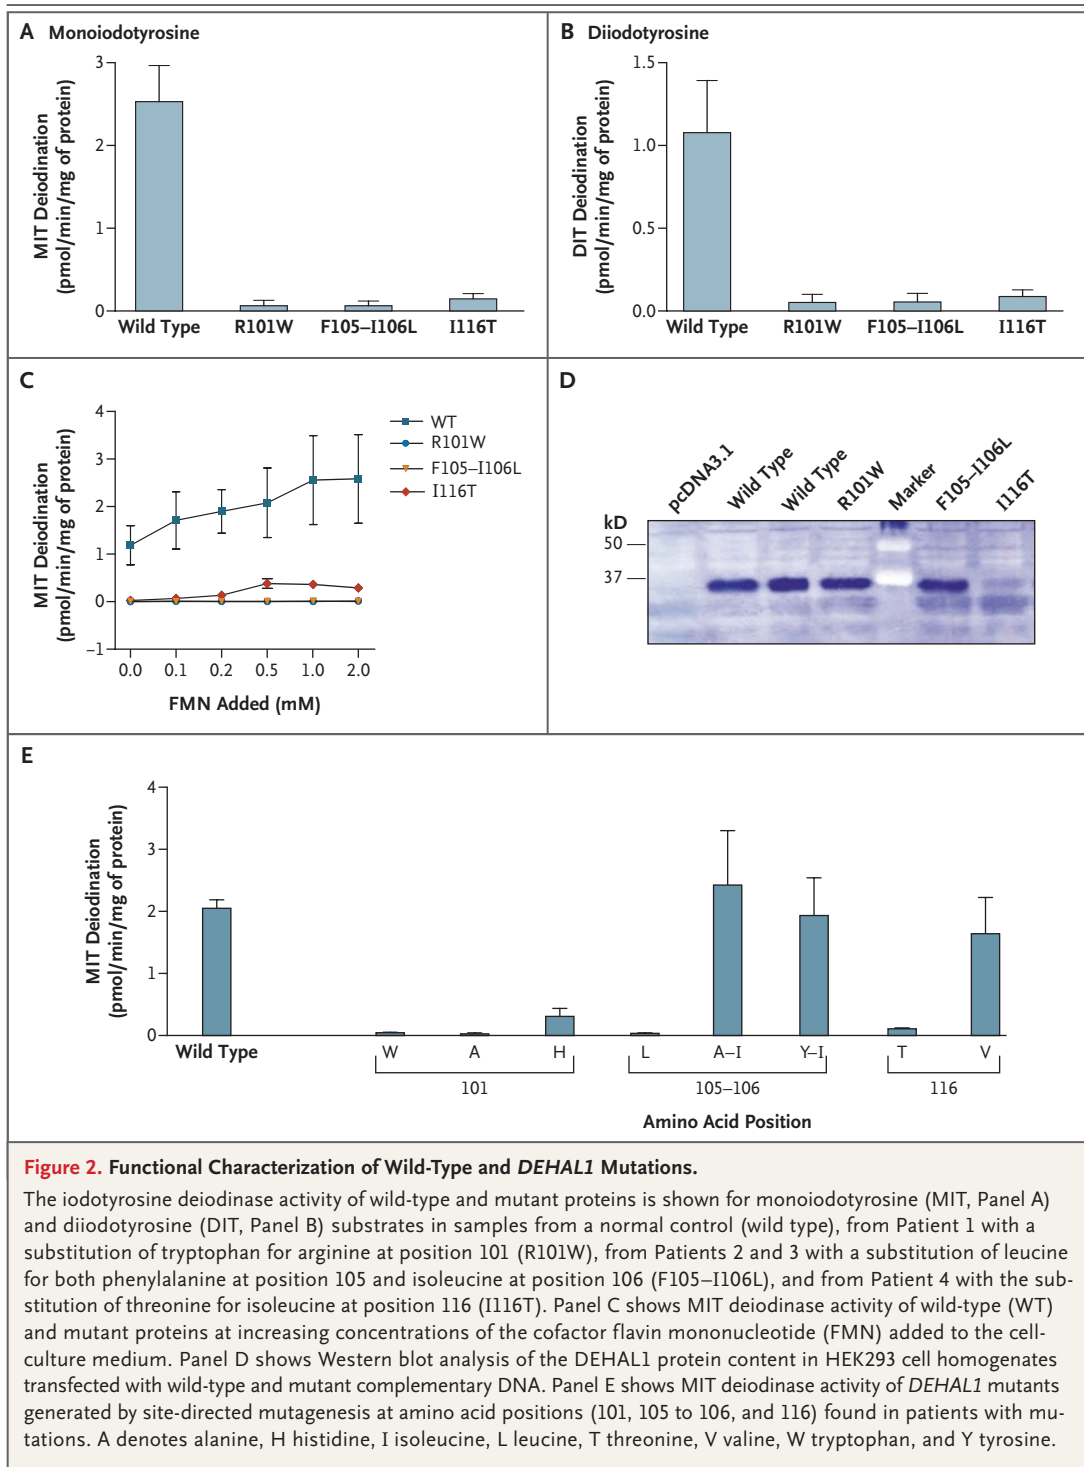 A Monoiodotyrosine
MIT Deiodination
(pmol/min/mg of protein)
3
2
1
0
Wild Type R101W F105–I106L I116T
B Diiodotyrosine
DIT Deiodination
(pmol/min/mg of protein)
1.5
1.0
0.5
0.0
Wild Type R101W F105–I106L I116T
C
MIT Deiodination
(pmol/min/mg of protein)
4
3
2
1
0
–1
0.0 0.1 0.2 0.5 1.0 2.0
FMN Added (mM)
WT
R101W
F105–I106L
I116T
D
pcDNA3.1 Wild Type Wild Type R101W Marker F105–I106L I116T
kD
50
37
E
MIT Deiodination
(pmol/min/mg of protein)
4
3
2
1
0
Wild Type W A H L A–I Y–I T V
101 105–106 116
Amino Acid Position
Figure 2. Functional Characterization of Wild-Type and DEHAL1 Mutations.
The iodotyrosine deiodinase activity of wild-type and mutant proteins is shown for monoiodotyrosine (MIT, Panel A)
and diiodotyrosine (DIT, Panel B) substrates in samples from a normal control (wild type), from Patient 1 with a
substitution of tryptophan for arginine at position 101 (R101W), from Patients 2 and 3 with a substitution of leucine
for both phenylalanine at position 105 and isoleucine at position 106 (F105–I106L), and from Patient 4 with the sub-
stitution of threonine for isoleucine at position 116 (I116T). Panel C shows MIT deiodinase activity of wild-type (WT)
and mutant proteins at increasing concentrations of the cofactor flavin mononucleotide (FMN) added to the cell-
culture medium. Panel D shows Western blot analysis of the DEHAL1 protein content in HEK293 cell homogenates
transfected with wild-type and mutant complementary DNA. Panel E shows MIT deiodinase activity of DEHAL1 mutants
generated by site-directed mutagenesis at amino acid positions (101, 105 to 106, and 116) found in patients with mu-
tations. A denotes alanine, H histidine, I isoleucine, L leucine, T threonine, V valine, W tryptophan, and Y tyrosine.